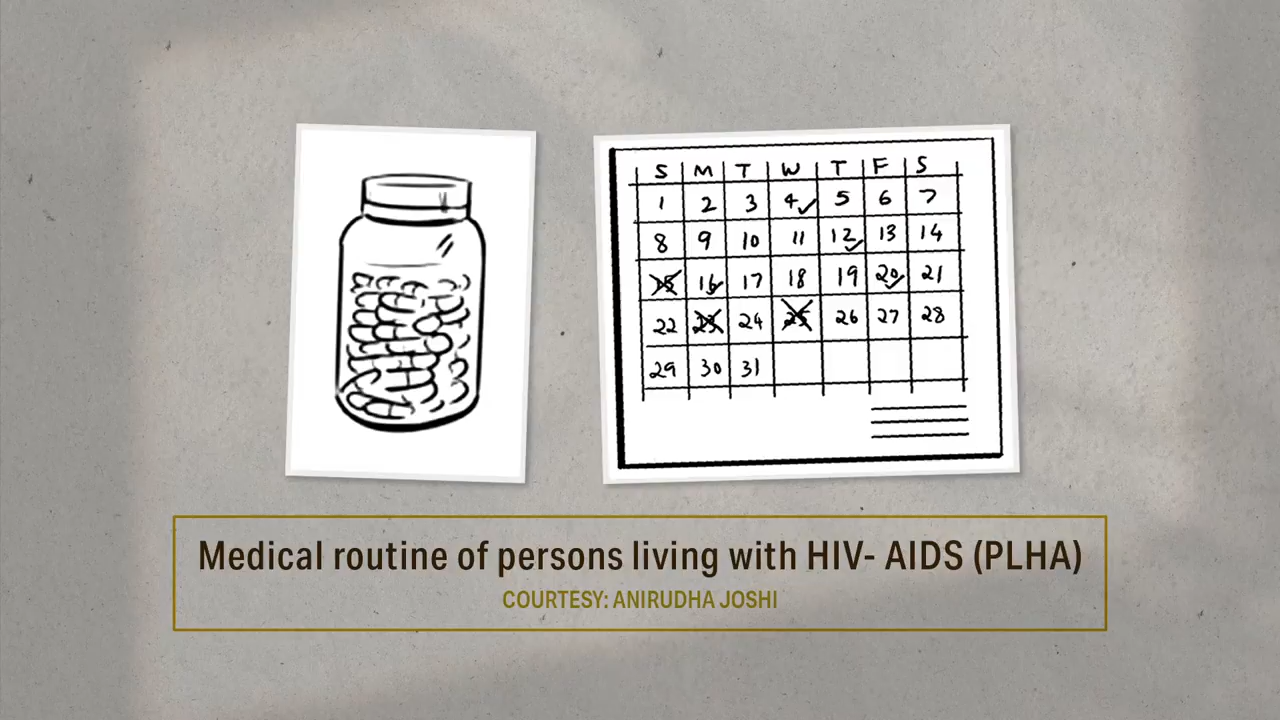 S M T W T F S
1 2 3 4 5 6 7
8 9 10 11 12 13 14
15 16 17 18 19 20 21
22 23 24 25 26 27 28
29 30 31
Medical routine of persons living with HIV- AIDS (PLHA)
COURTESY: ANIRUDHA JOSHI